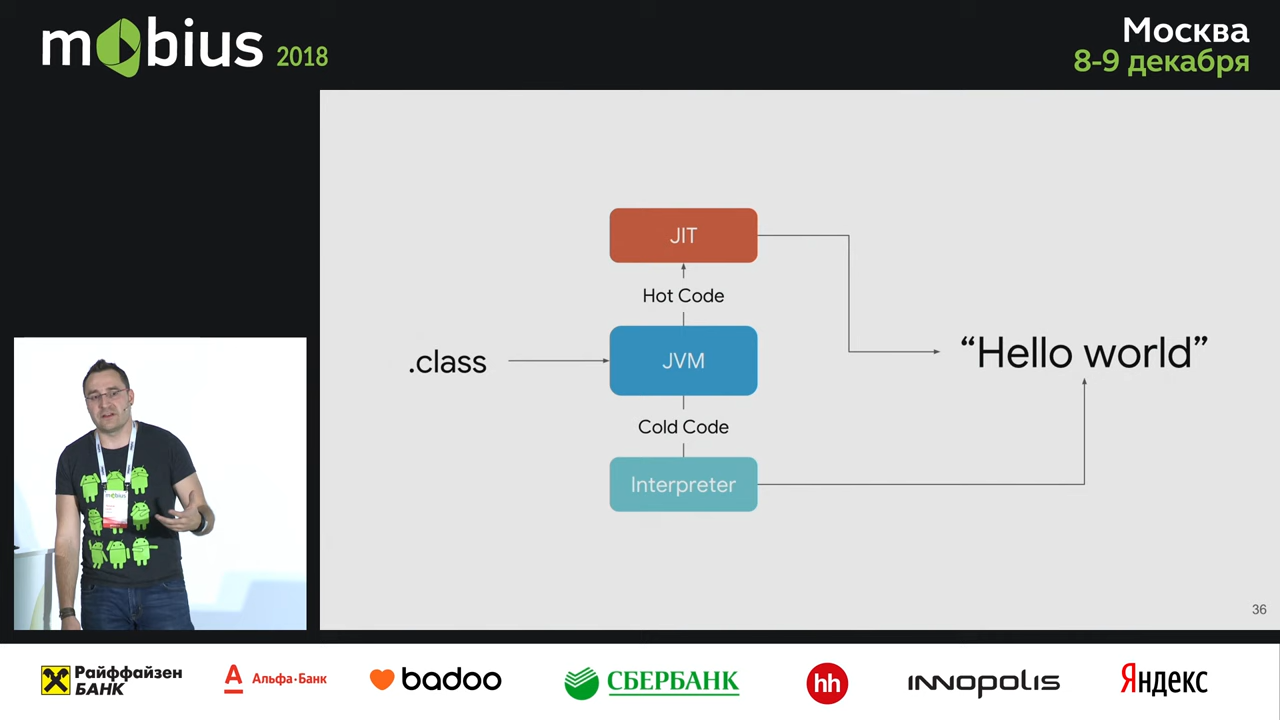 mobius 2018
Москва
8-9 декабря
JIT
Hot Code
.class
JVM
“Hello world”
Cold Code
Interpreter
36
mobius
Райффайзен
БАНК
А
Альфа·Банк
badoo
СБЕРБАНК
hh
INNOPOLIS
Яндекс